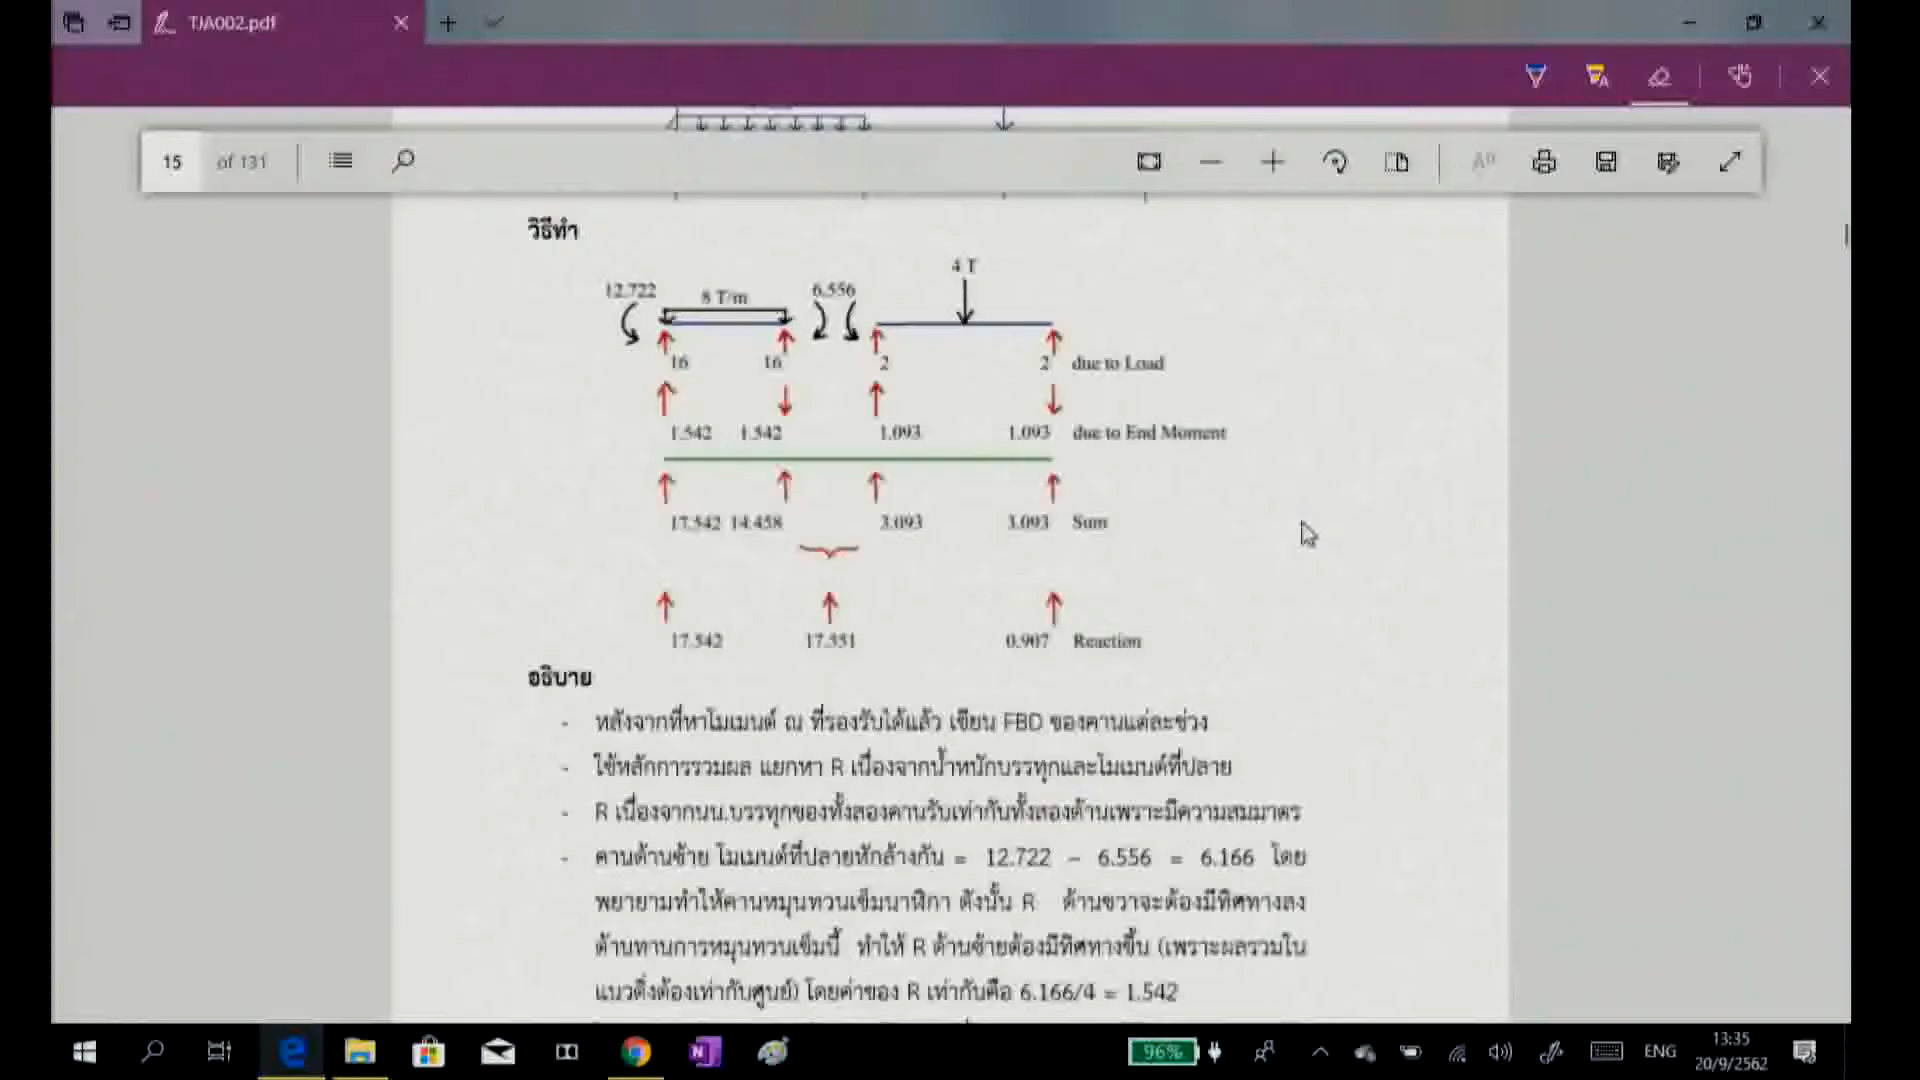 TJA002.pdf
15 of 131
วิธีทำ
4 T
12.722 8 T/m 6.556
16 16 2 2 due to Load
1.542 1.542 1.093 1.093 due to End Moment
17.542 14.458 3.093 3.093 Sum
17.542 17.551 0.907 Reaction
อธิบาย
- หลังจากที่หาโมเมนต์ ณ ที่รองรับได้แล้ว เขียน FBD ของคานแต่ละช่วง
- ใช้หลักการรวมผล แยกหา R เนื่องจากน้ำหนักบรรทุกและโมเมนต์ที่ปลาย
- R เนื่องจากนน.บรรทุกของทั้งสองคานรับเท่ากันทั้งสองด้านเพราะมีความสมมาตร
- คานด้านซ้าย โมเมนต์ที่ปลายหักล้างกัน = 12.722 – 6.556 = 6.166 โดย
พยายามทำให้คานหมุนทวนเข็มนาฬิกา ดังนั้น R ด้านขวาจะต้องมีทิศทางลง
ต้านทานการหมุนทวนเข็มนี้ ทำให้ R ด้านซ้ายต้องมีทิศทางขึ้น (เพราะผลรวมใน
แนวดิ่งต้องเท่ากับศูนย์) โดยค่าของ R เท่ากับคือ 6.166/4 = 1.542
96% ENG 13:35
20/9/2562